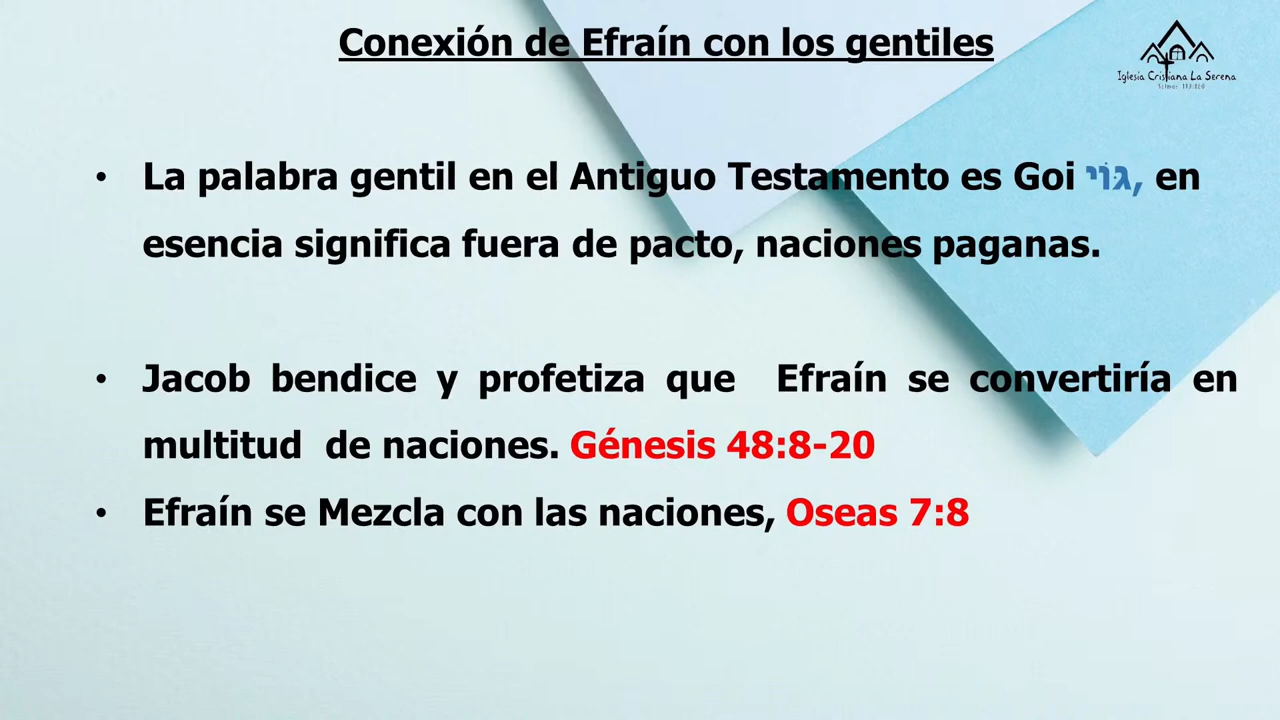 Conexión de Efraín con los gentiles
Iglesia Cristiana La Serena
• La palabra gentil en el Antiguo Testamento es Goi גּוֹי, en
esencia significa fuera de pacto, naciones paganas.
• Jacob bendice y profetiza que Efraín se convertiría en
multitud de naciones. Génesis 48:8-20
• Efraín se Mezcla con las naciones, Oseas 7:8